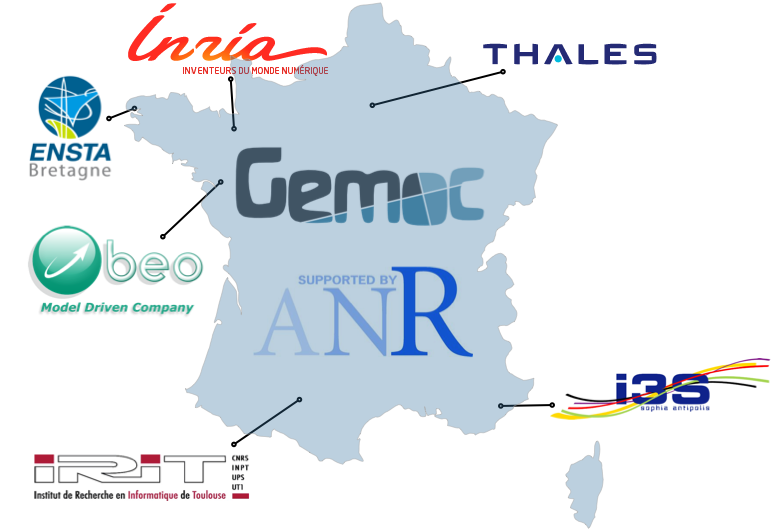 Inria
INVENTEURS DU MONDE NUMÉRIQUE
THALES
ENSTA
Bretagne
Gemoc
Obeo
Model Driven Company
SUPPORTED BY
ANR
i3S
sophia antipolis
IRIT
CNRS
INPT
UPS
UT1
Institut de Recherche en Informatique de Toulouse